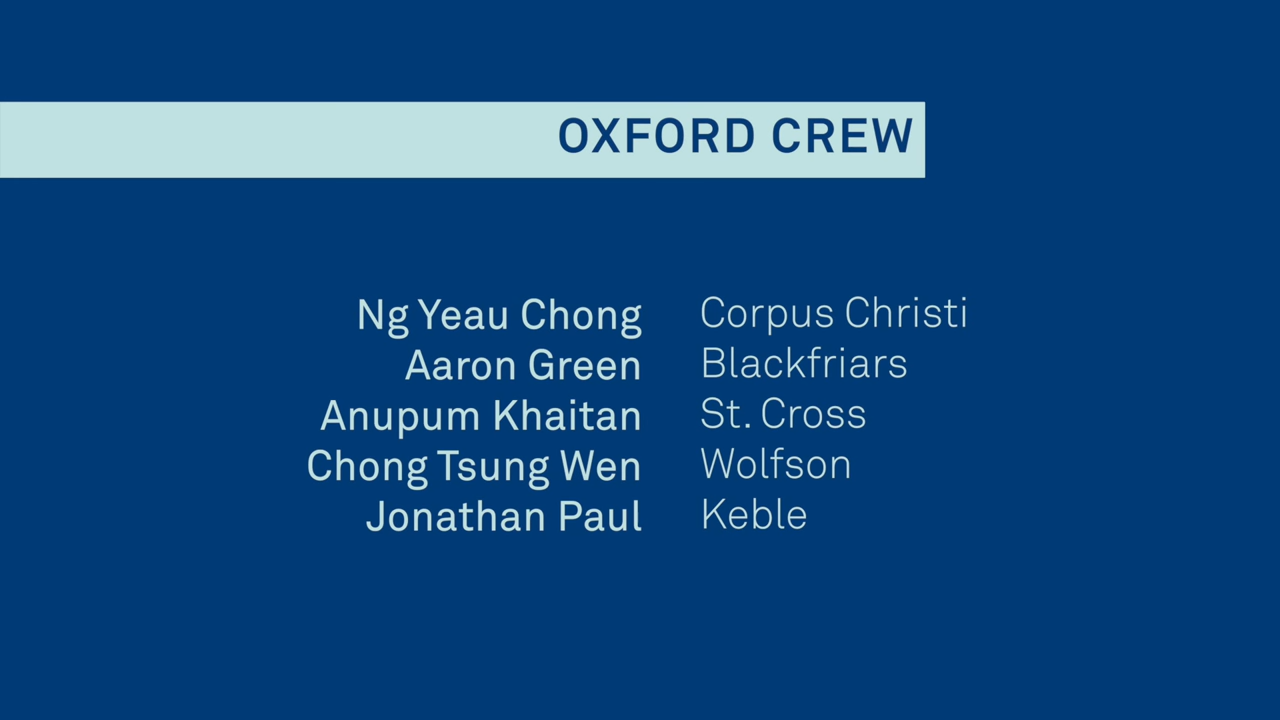 OXFORD CREW
Ng Yeau Chong Corpus Christi
Aaron Green Blackfriars
Anupum Khaitan St. Cross
Chong Tsung Wen Wolfson
Jonathan Paul Keble